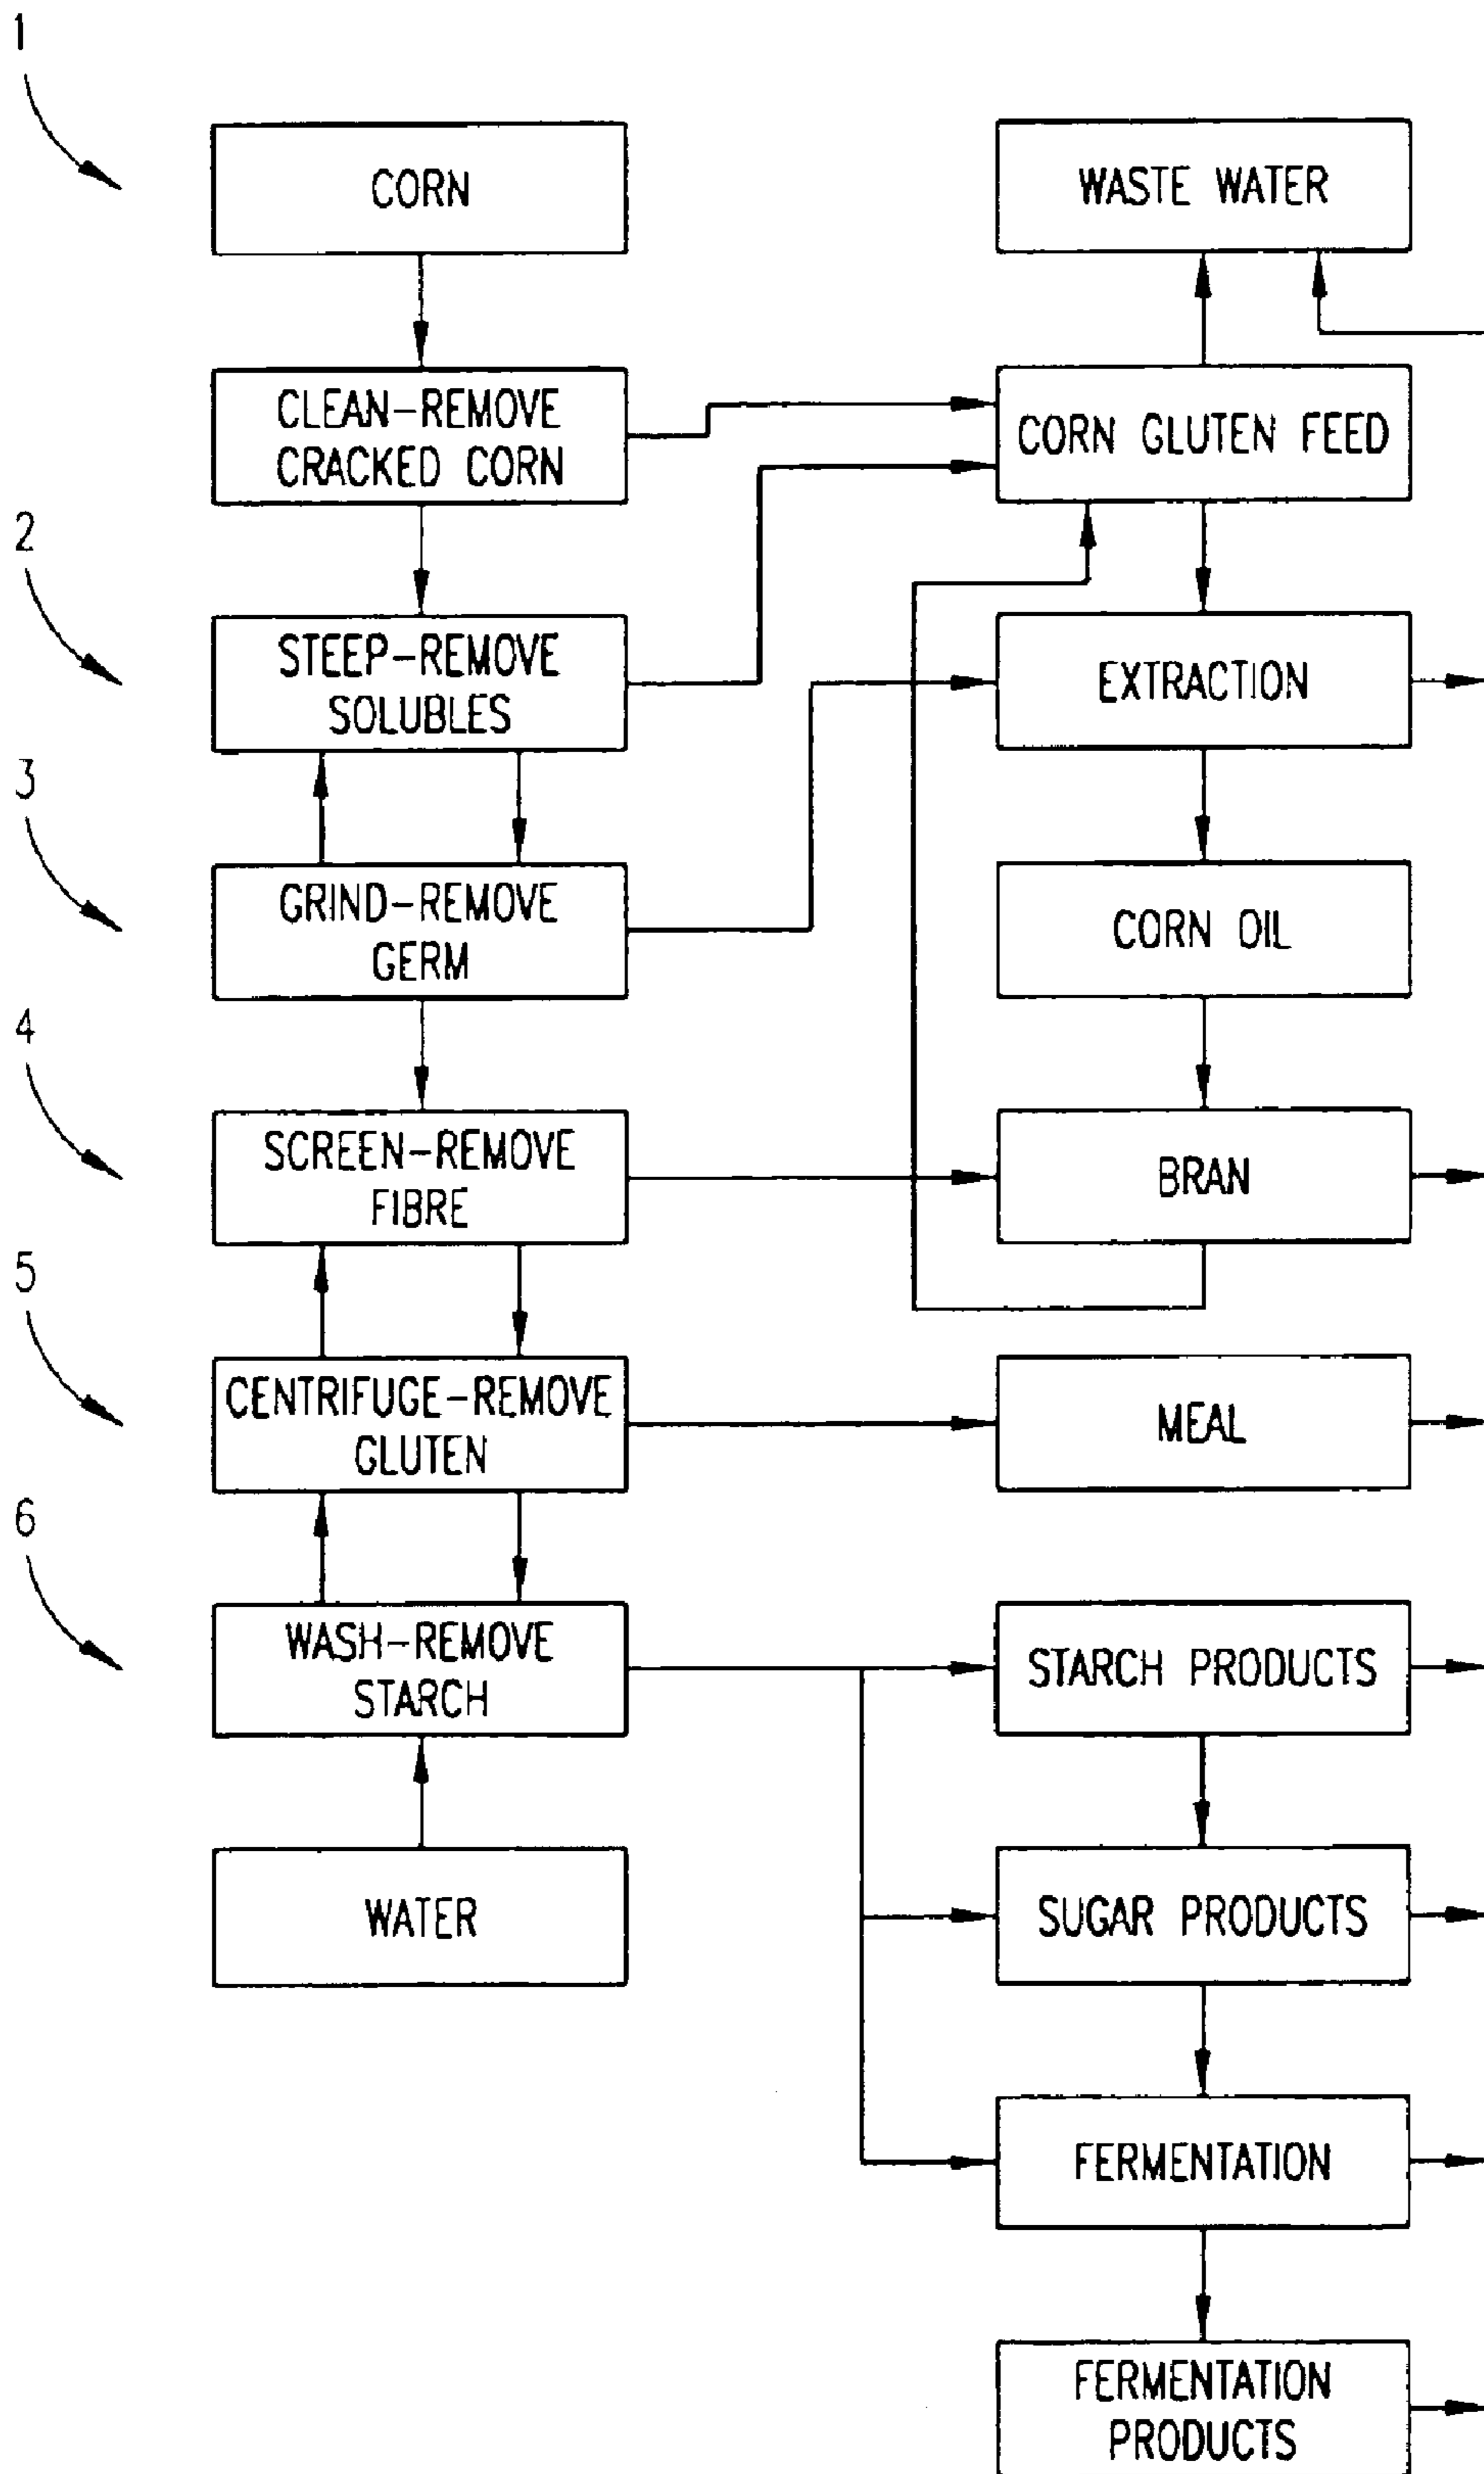 1
CORN
WASTE WATER
CLEAN-REMOVE
CRACKED CORN
CORN GLUTEN FEED
2
STEEP-REMOVE
SOLUBLES
EXTRACTION
3
GRIND-REMOVE
GERM
CORN OIL
4
SCREEN-REMOVE
FIBRE
BRAN
5
CENTRIFUGE-REMOVE
GLUTEN
MEAL
6
WASH-REMOVE
STARCH
STARCH PRODUCTS
WATER
SUGAR PRODUCTS
FERMENTATION
FERMENTATION
PRODUCTS